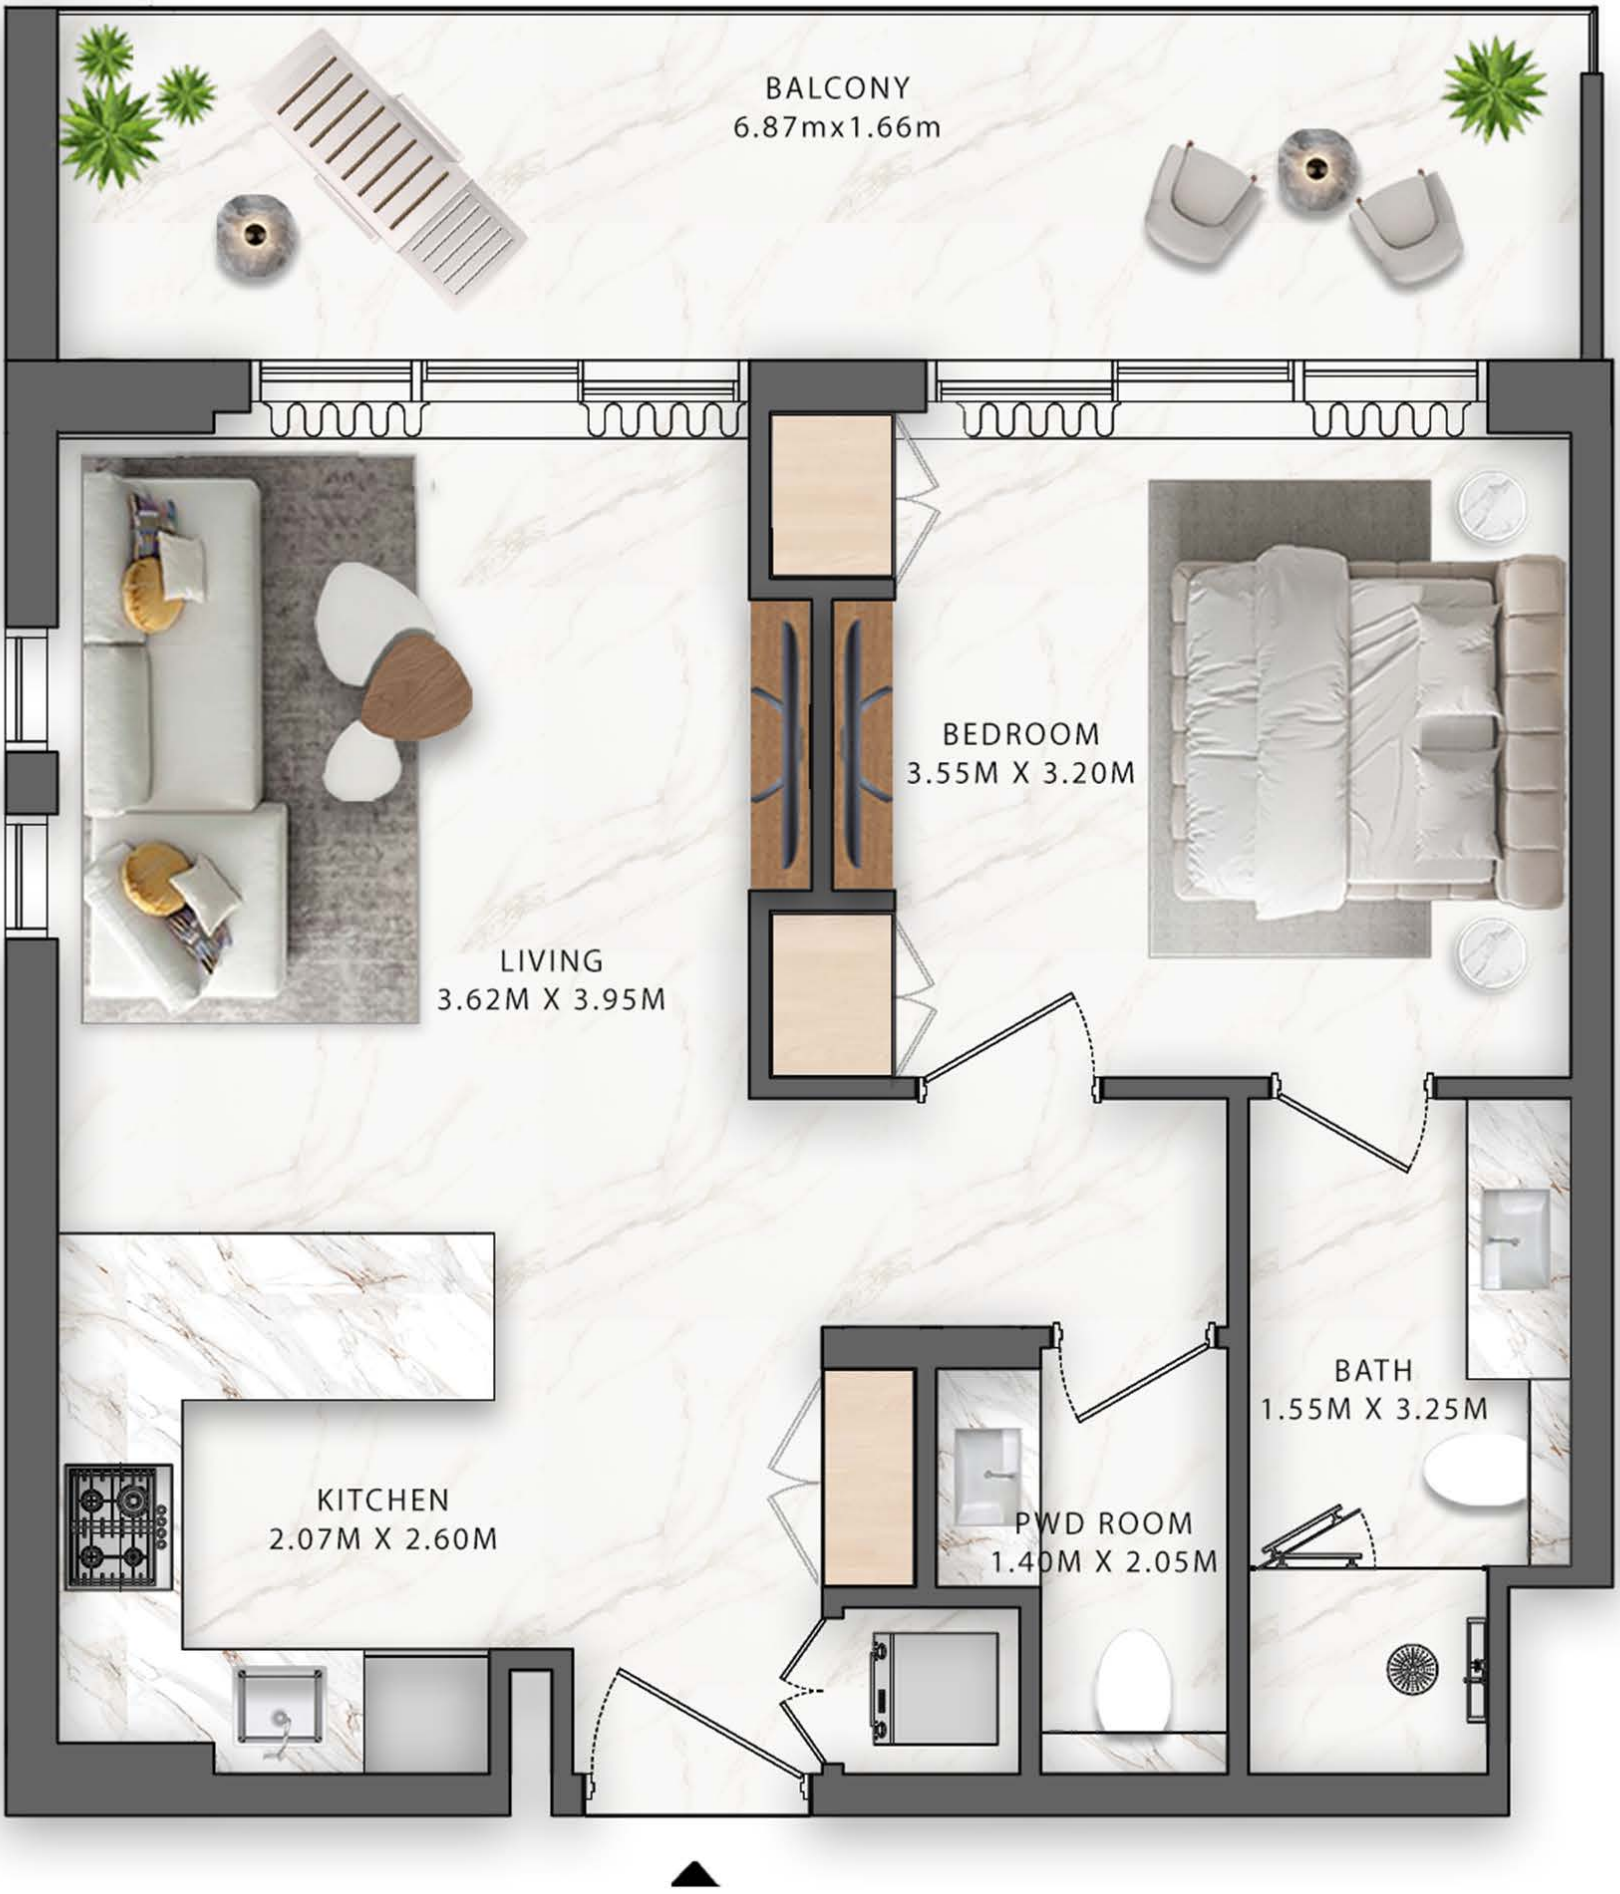 BALCONY
6.87mx1.66m
BEDROOM
3.55M X 3.20M
LIVING
3.62M X 3.95M
BATH
1.55M X 3.25M
KITCHEN
2.07M X 2.60M
PWD ROOM
1.40M X 2.05M